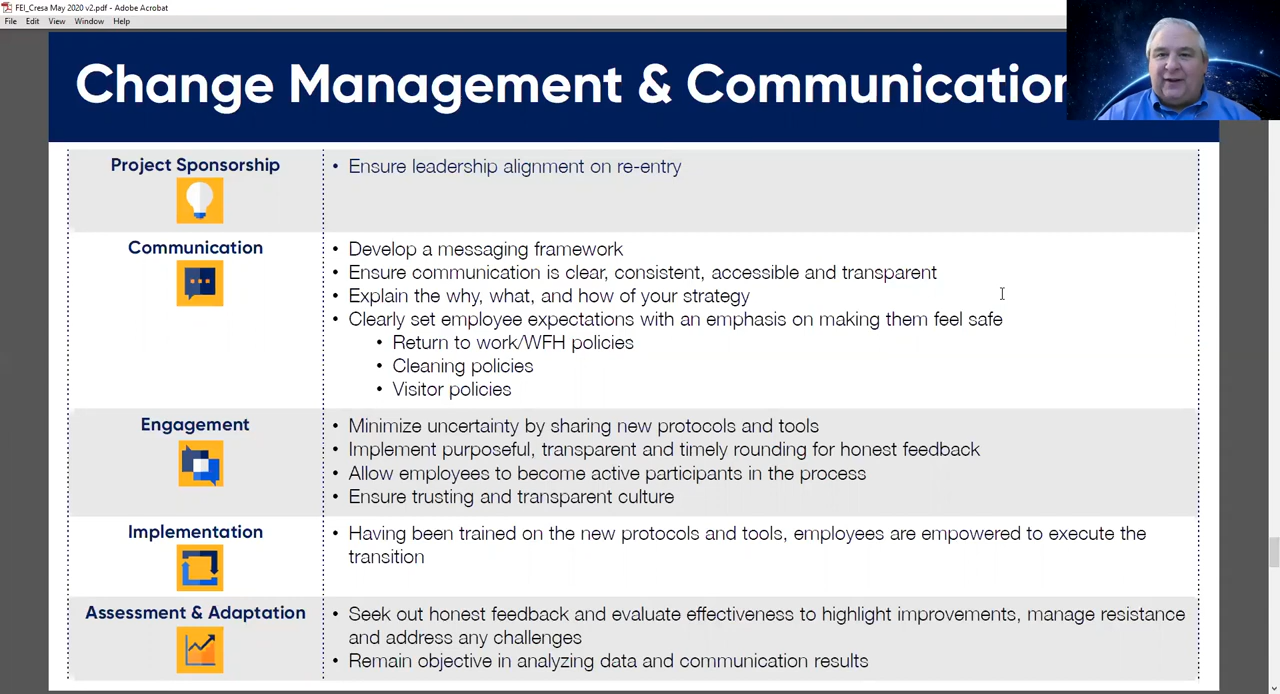 FEI_Cresa May 2020 v2.pdf - Adobe Acrobat
File Edit View Window Help
Change Management & Communication
Project Sponsorship
• Ensure leadership alignment on re-entry
Communication
• Develop a messaging framework
• Ensure communication is clear, consistent, accessible and transparent
• Explain the why, what, and how of your strategy
• Clearly set employee expectations with an emphasis on making them feel safe
• Return to work/WFH policies
• Cleaning policies
• Visitor policies
Engagement
• Minimize uncertainty by sharing new protocols and tools
• Implement purposeful, transparent and timely rounding for honest feedback
• Allow employees to become active participants in the process
• Ensure trusting and transparent culture
Implementation
• Having been trained on the new protocols and tools, employees are empowered to execute the
transition
Assessment & Adaptation
• Seek out honest feedback and evaluate effectiveness to highlight improvements, manage resistance
and address any challenges
• Remain objective in analyzing data and communication results